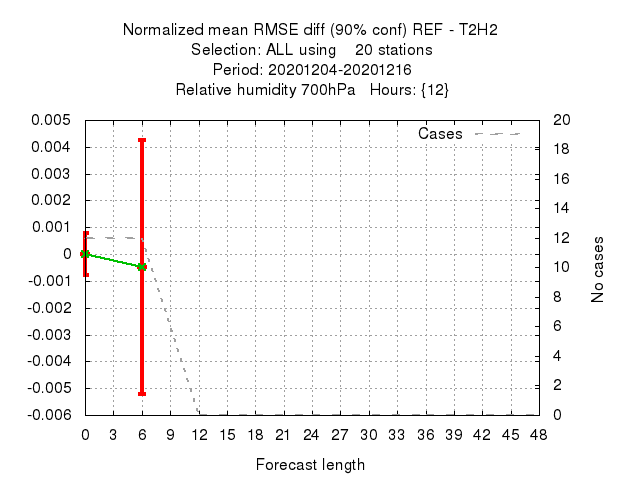 Normalized mean RMSE diff (90% conf) REF - T2H2
Selection: ALL using    20 stations
Period: 20201204-20201216
Relative humidity 700hPa   Hours: {12}
Cases
0.005
0.004
0.003
0.002
0.001
0
-0.001
-0.002
-0.003
-0.004
-0.005
-0.006
20
18
16
14
12
10
8
6
4
2
0
No cases
0 3 6 9 12 15 18 21 24 27 30 33 36 39 42 45 48
Forecast length